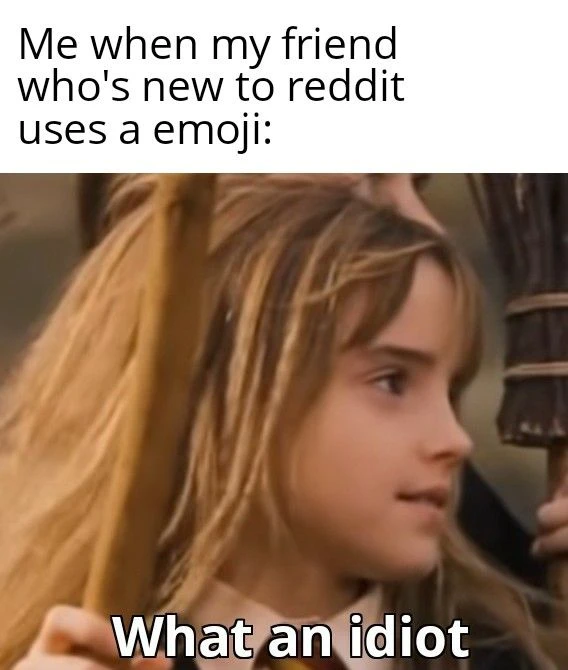 Me when my friend
who's new to reddit
uses a emoji:
What an idiot